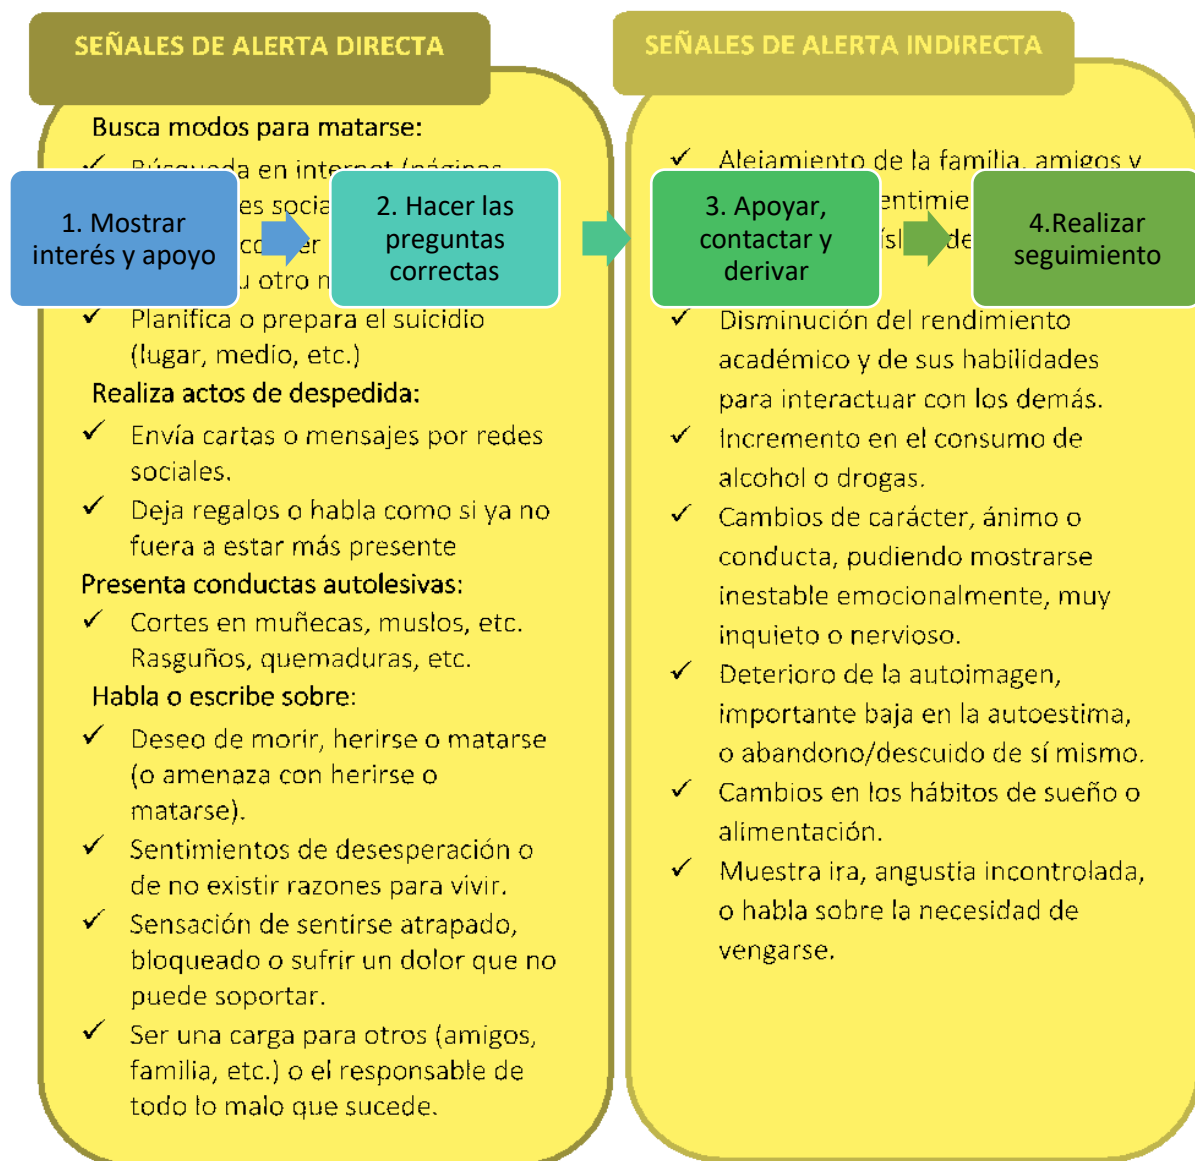 SEÑALES DE ALERTA DIRECTA
Busca modos para matarse:
✓ Búsqueda en internet (páginas
es socia
u otro
✓ Planifica o prepara el suicidio
(lugar, medio, etc.)
Realiza actos de despedida:
✓ Envía cartas o mensajes por redes
sociales.
✓ Deja regalos o habla como si ya no
fuera a estar más presente
Presenta conductas autolesivas:
✓ Cortes en muñecas, muslos, etc.
Rasguños, quemaduras, etc.
Habla o escribe sobre:
✓ Deseo de morir, herirse o matarse
(o amenaza con herirse o
matarse).
✓ Sentimientos de desesperación o
de no existir razones para vivir.
✓ Sensación de sentirse atrapado,
bloqueado o sufrir un dolor que no
puede soportar.
✓ Ser una carga para otros (amigos,
familia, etc.) o el responsable de
todo lo malo que sucede.
SEÑALES DE ALERTA INDIRECTA
✓ Alejamiento de la familia, amigos y
entimie
de
✓ Disminución del rendimiento
académico y de sus habilidades
para interactuar con los demás.
✓ Incremento en el consumo de
alcohol o drogas.
✓ Cambios de carácter, ánimo o
conducta, pudiendo mostrarse
inestable emocionalmente, muy
inquieto o nervioso.
✓ Deterioro de la autoimagen,
importante baja en la autoestima,
o abandono/descuido de sí mismo.
✓ Cambios en los hábitos de sueño o
alimentación.
✓ Muestra ira, angustia incontrolada,
o habla sobre la necesidad de
vengarse.
1. Mostrar
interés y apoyo
2. Hacer las
preguntas
correctas
3. Apoyar,
contactar y
derivar
4.Realizar
seguimiento